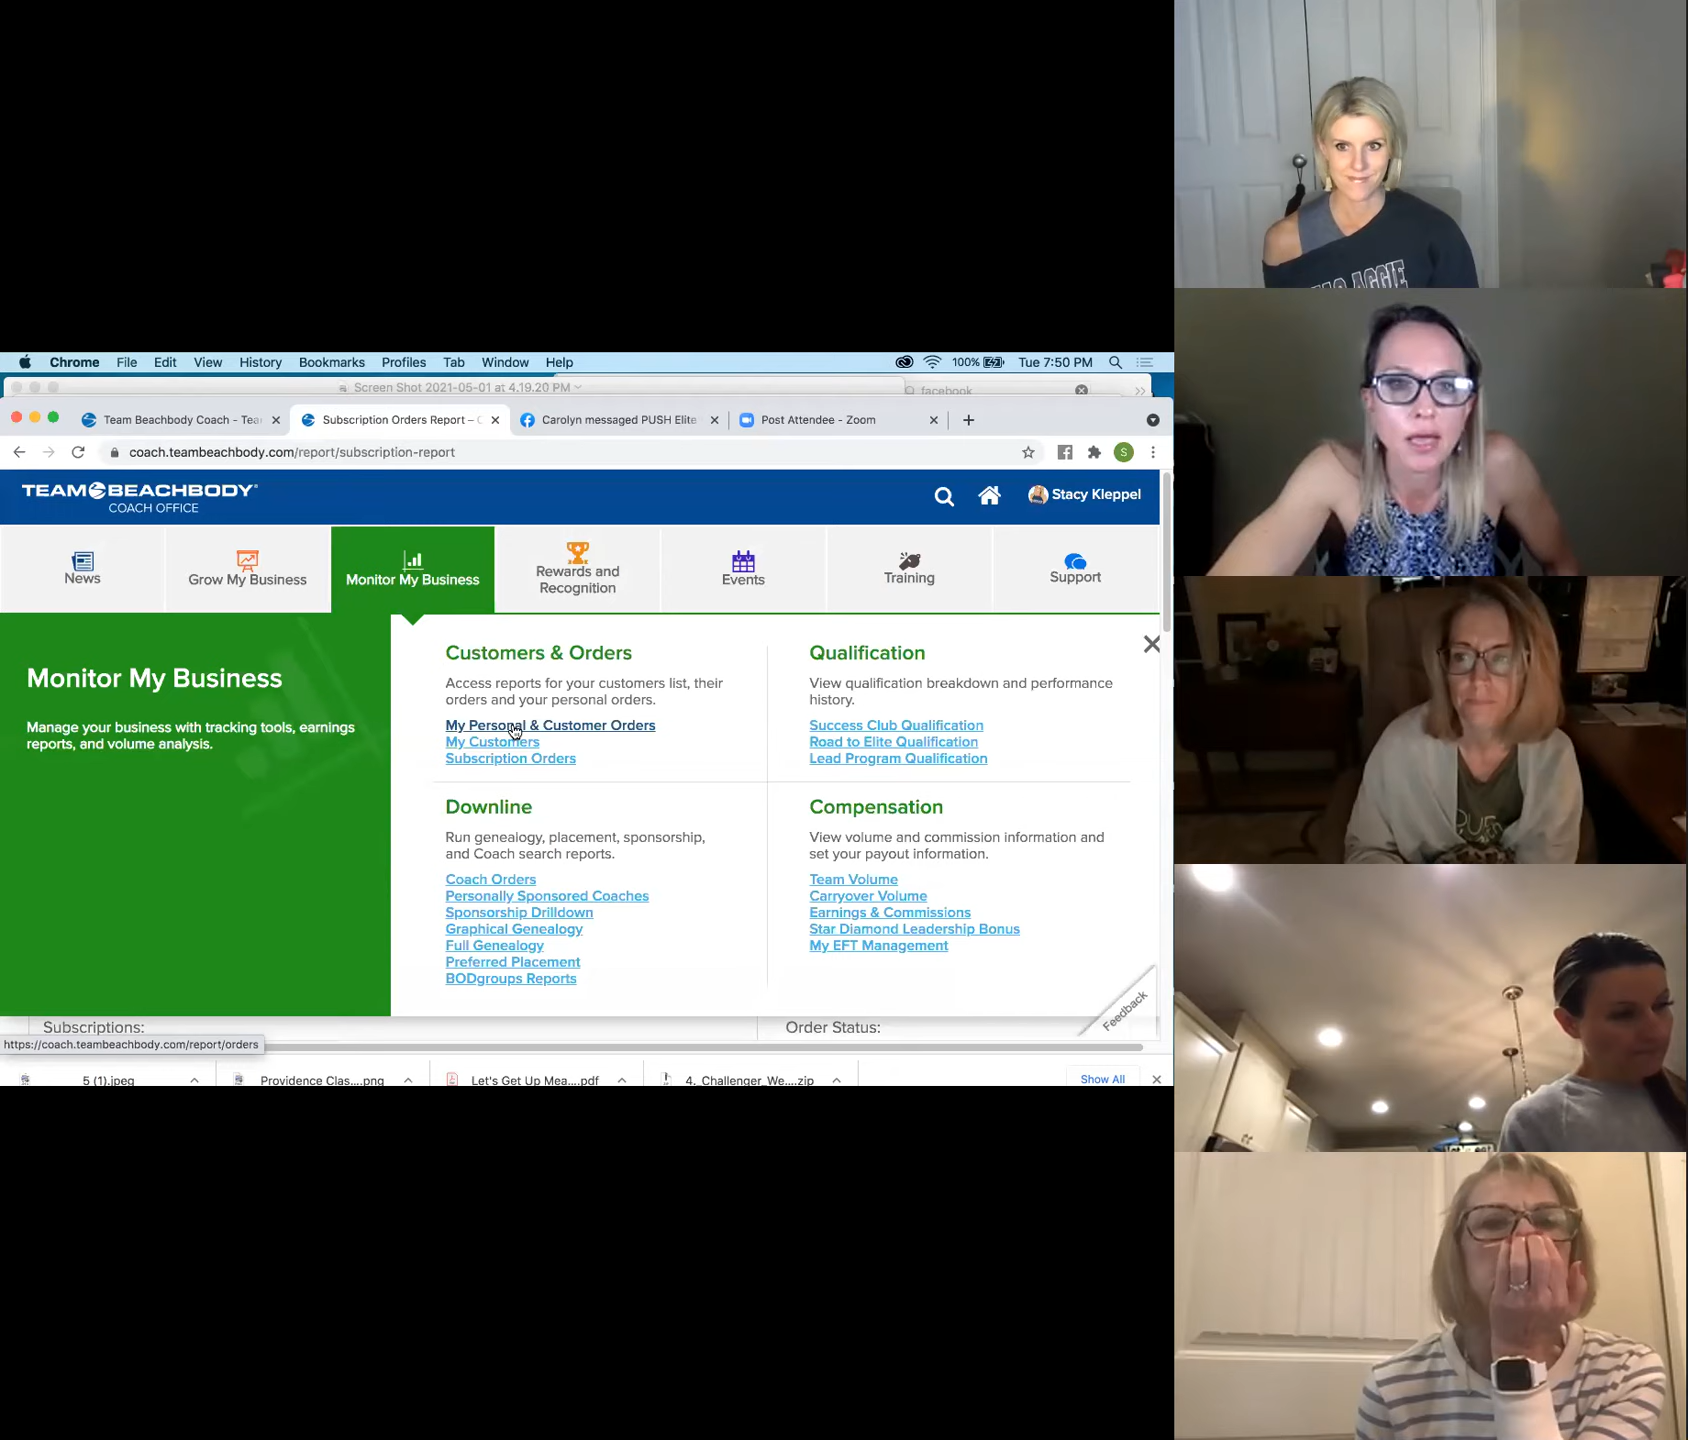 Chrome File Edit View History Bookmarks Profiles Tab Window Help 100% Tue 7:50 PM
Screen Shot 2021-05-01 at 4.19.20 PM
facebook
Team Beachbody Coach - Tea
Subscription Orders Report – C
Carolyn messaged PUSH Elite
Post Attendee - Zoom
coach.teambeachbody.com/report/subscription-report
S
TEAM BEACHBODY®
COACH OFFICE
Stacy Kleppel
News
Grow My Business
Monitor My Business
Rewards and
Recognition
Events
Training
Support
Monitor My Business
Manage your business with tracking tools, earnings
reports, and volume analysis.
Customers & Orders
Access reports for your customers list, their
orders and your personal orders.
My Personal & Customer Orders
My Customers
Subscription Orders
Qualification
View qualification breakdown and performance
history.
Success Club Qualification
Road to Elite Qualification
Lead Program Qualification
Downline
Run genealogy, placement, sponsorship,
and Coach search reports.
Coach Orders
Personally Sponsored Coaches
Sponsorship Drilldown
Graphical Genealogy
Full Genealogy
Preferred Placement
BODgroups Reports
Compensation
View volume and commission information and
set your payout information.
Team Volume
Carryover Volume
Earnings & Commissions
Star Diamond Leadership Bonus
My EFT Management
Feedback
Subscriptions:
Order Status:
https://coach.teambeachbody.com/report/orders
5 (1).jpeg
Providence Clas....png
Let's Get Up Mea....pdf
4._Challenger_We....zip
Show All
AGGIE